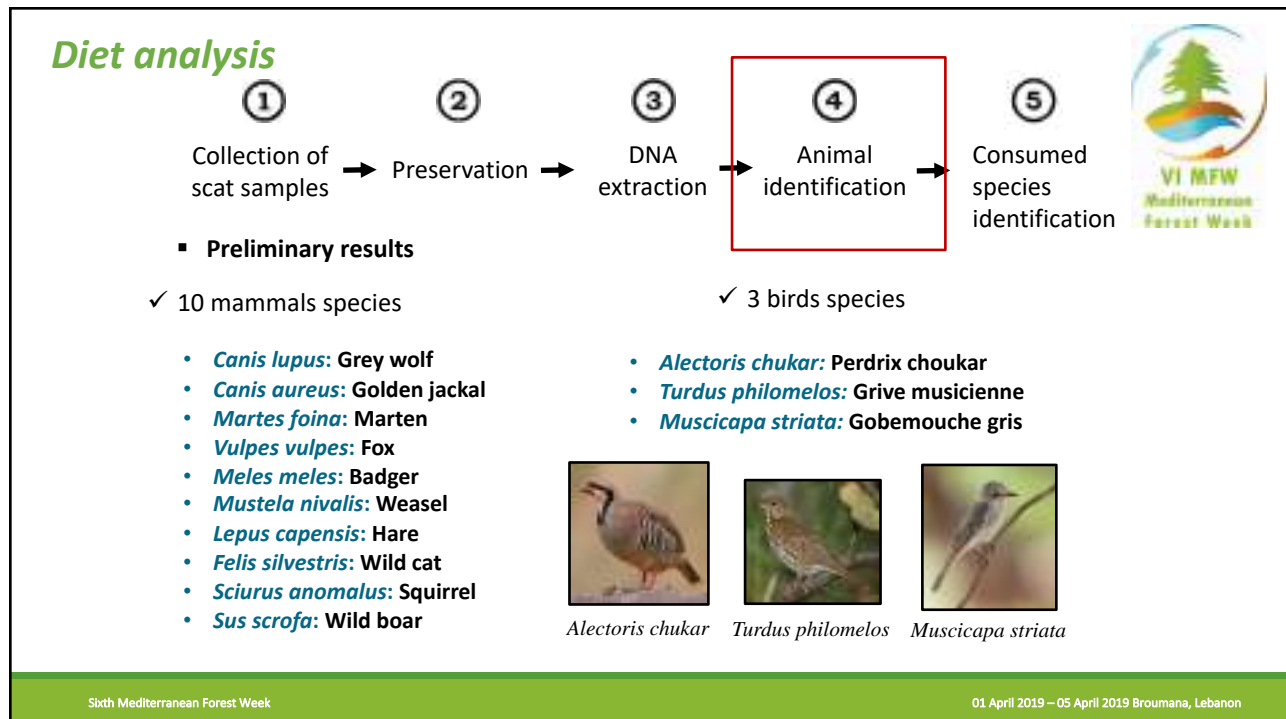 Diet analysis
1
2
3
4
5
Collection of
scat samples
Preservation
DNA
extraction
Animal
identification
Consumed
species
identification
VI MFW
Mediterranean
Forest Week
▪ Preliminary results
✓ 10 mammals species
• Canis lupus: Grey wolf
• Canis aureus: Golden jackal
• Martes foina: Marten
• Vulpes vulpes: Fox
• Meles meles: Badger
• Mustela nivalis: Weasel
• Lepus capensis: Hare
• Felis silvestris: Wild cat
• Sciurus anomalus: Squirrel
• Sus scrofa: Wild boar
✓ 3 birds species
• Alectoris chukar: Perdrix choukar
• Turdus philomelos: Grive musicienne
• Muscicapa striata: Gobemouche gris
Alectoris chukar
Turdus philomelos
Muscicapa striata
Sixth Mediterranean Forest Week
01 April 2019 – 05 April 2019 Broumana, Lebanon